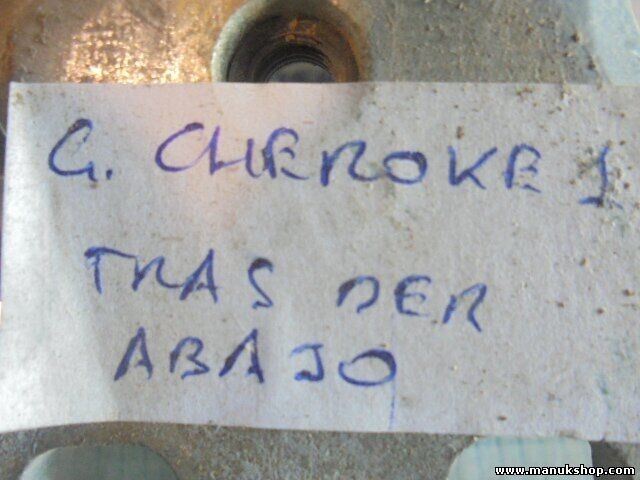 G. CHEROKE 1
TRAS DER
ABAJO
www.manukshop.com